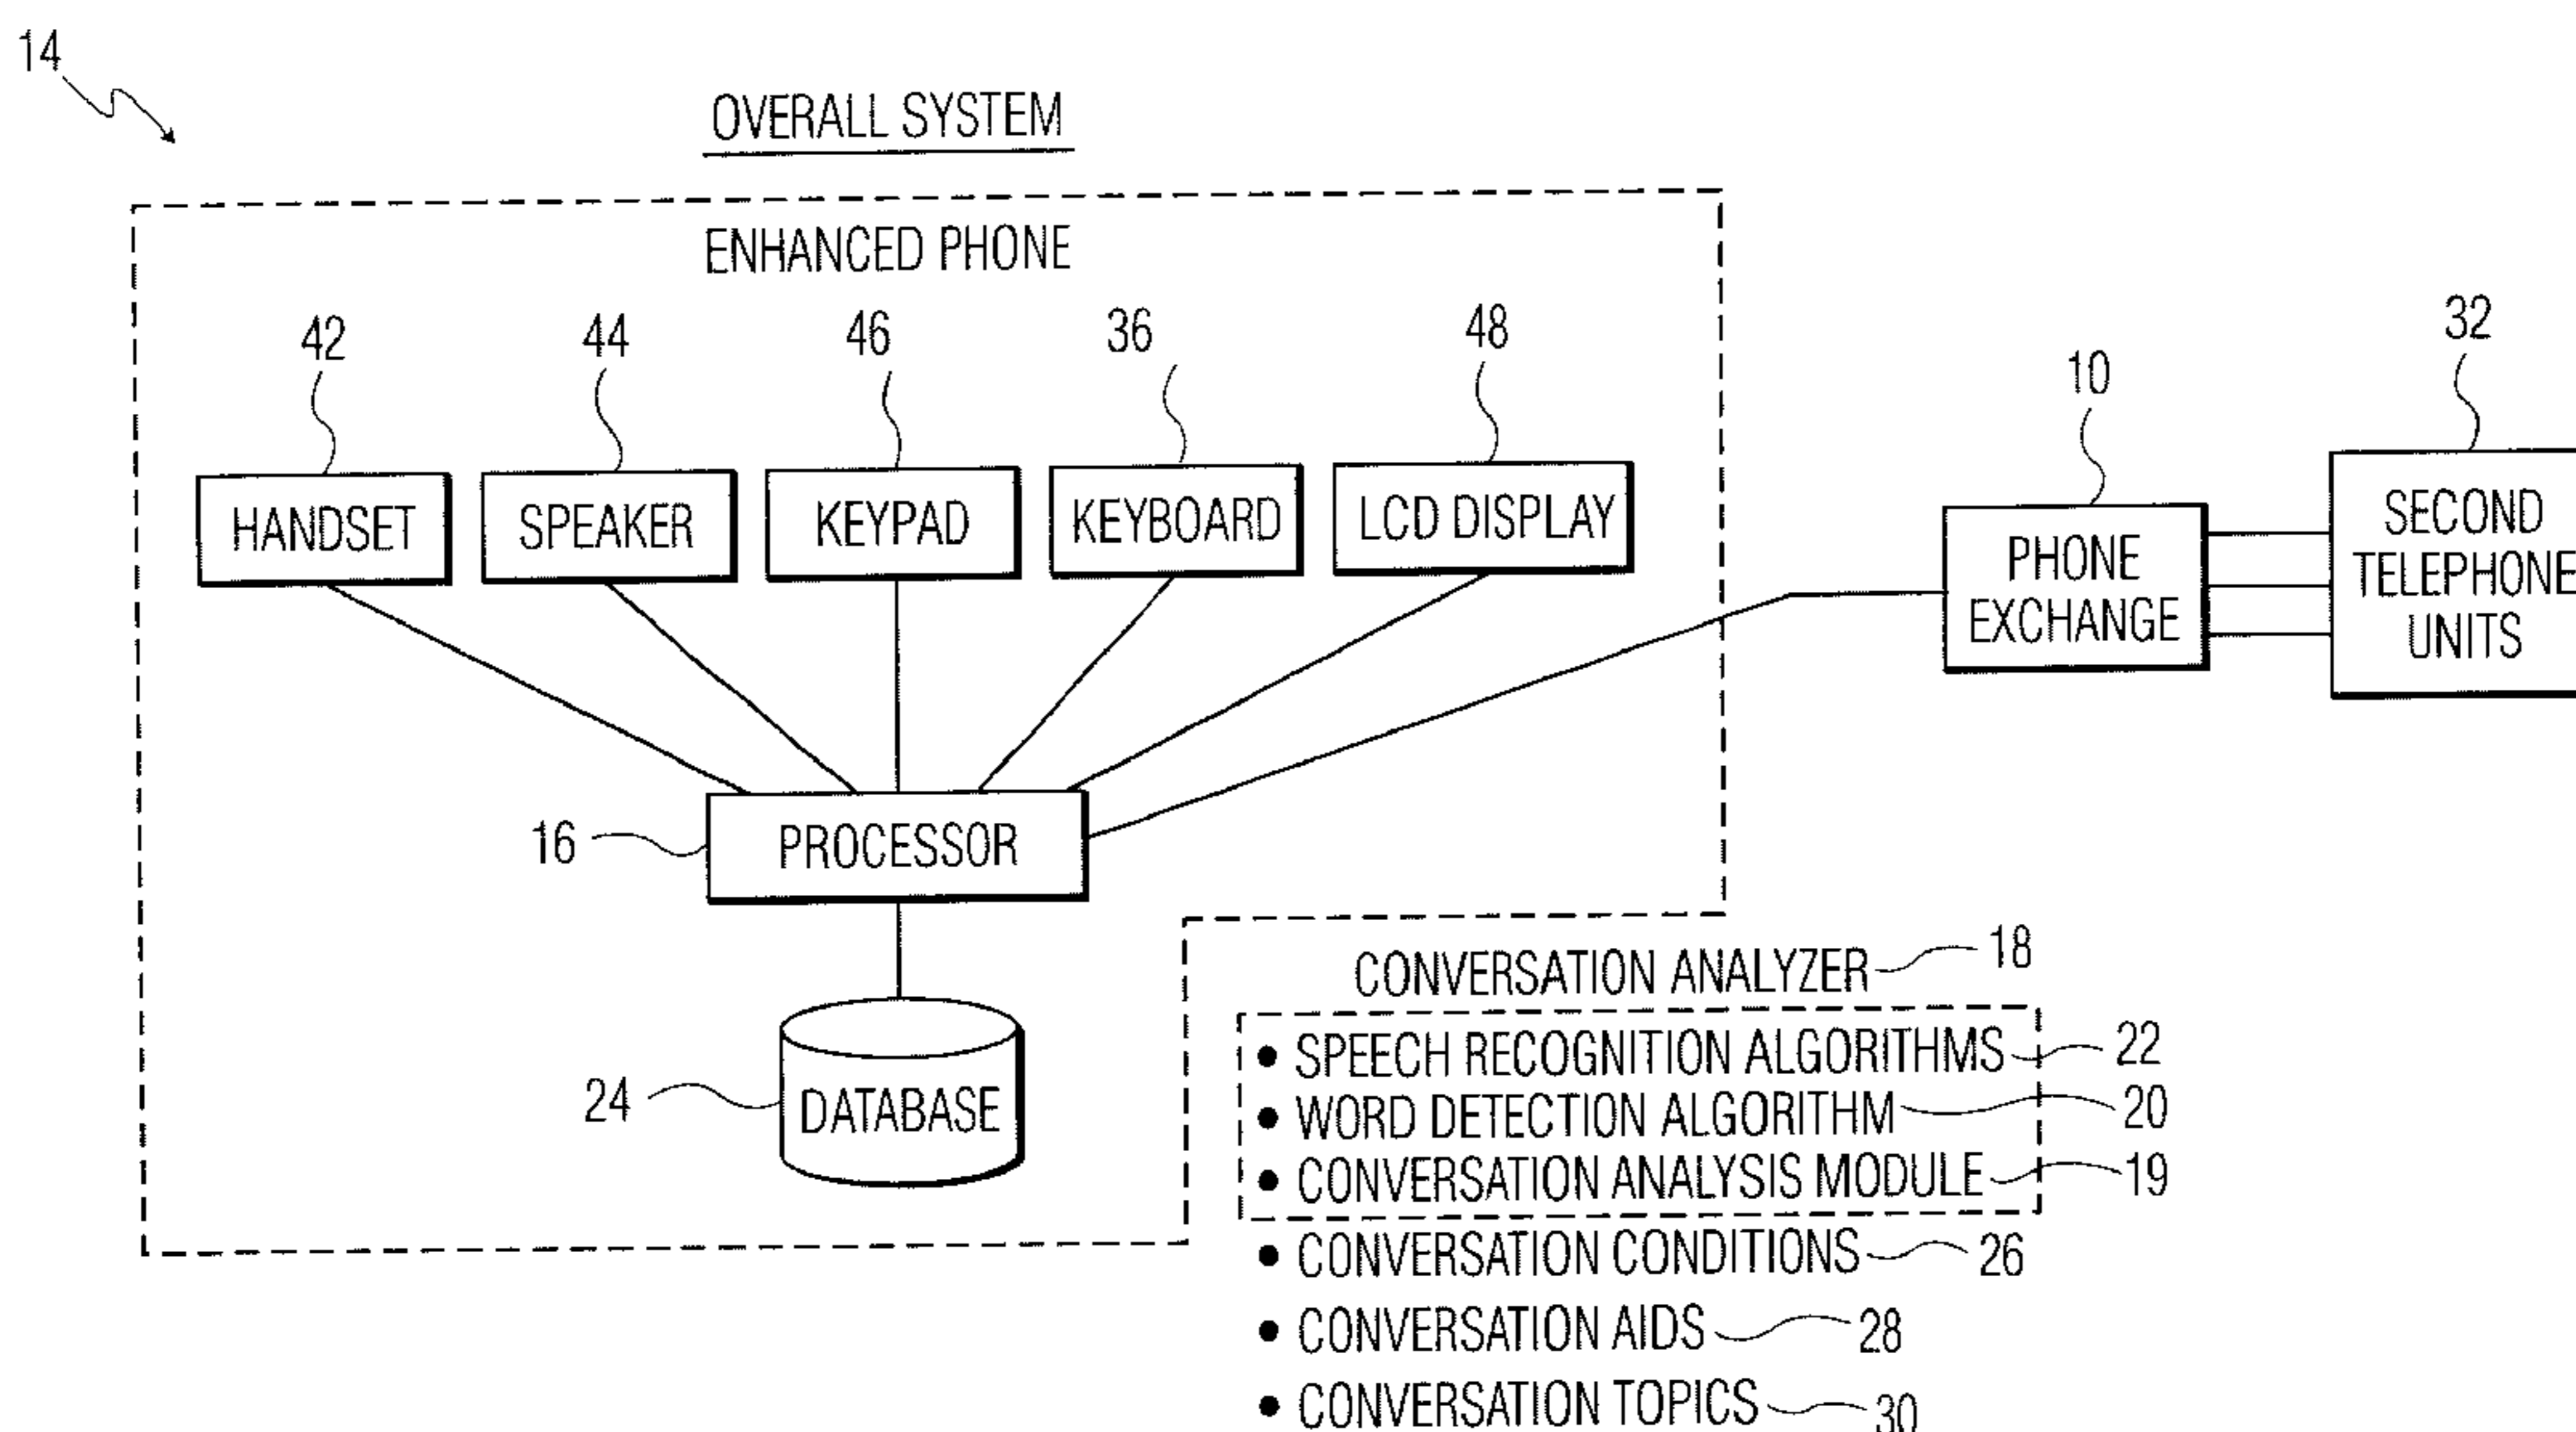 14
OVERALL SYSTEM
ENHANCED PHONE
42
44
46
36
48
10
32
HANDSET
SPEAKER
KEYPAD
KEYBOARD
LCD DISPLAY
PHONE
EXCHANGE
SECOND
TELEPHONE
UNITS
16
PROCESSOR
24
DATABASE
CONVERSATION ANALYZER 18
• SPEECH RECOGNITION ALGORITHMS 22
• WORD DETECTION ALGORITHM 20
• CONVERSATION ANALYSIS MODULE 19
• CONVERSATION CONDITIONS 26
• CONVERSATION AIDS 28
• CONVERSATION TOPICS 30